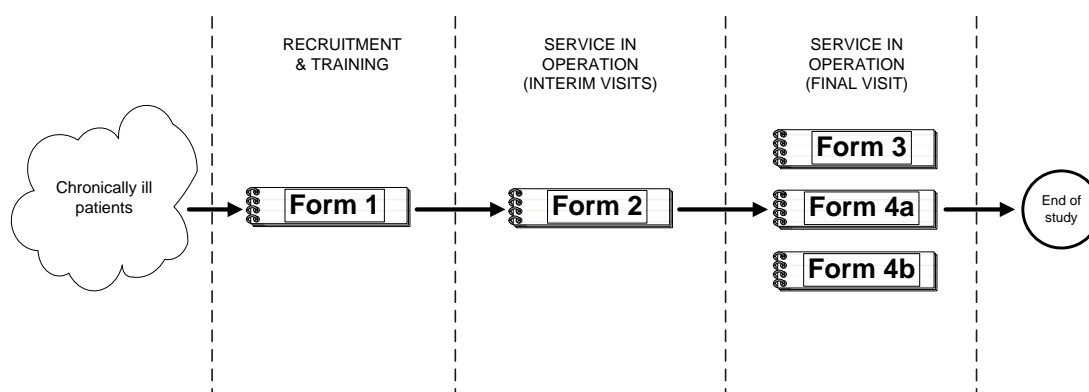 RECRUITMENT
& TRAINING
SERVICE IN
OPERATION
(INTERIM VISITS)
SERVICE IN
OPERATION
(FINAL VISIT)
Chronically ill
patients
Form 1
Form 2
Form 3
Form 4a
Form 4b
End of
study